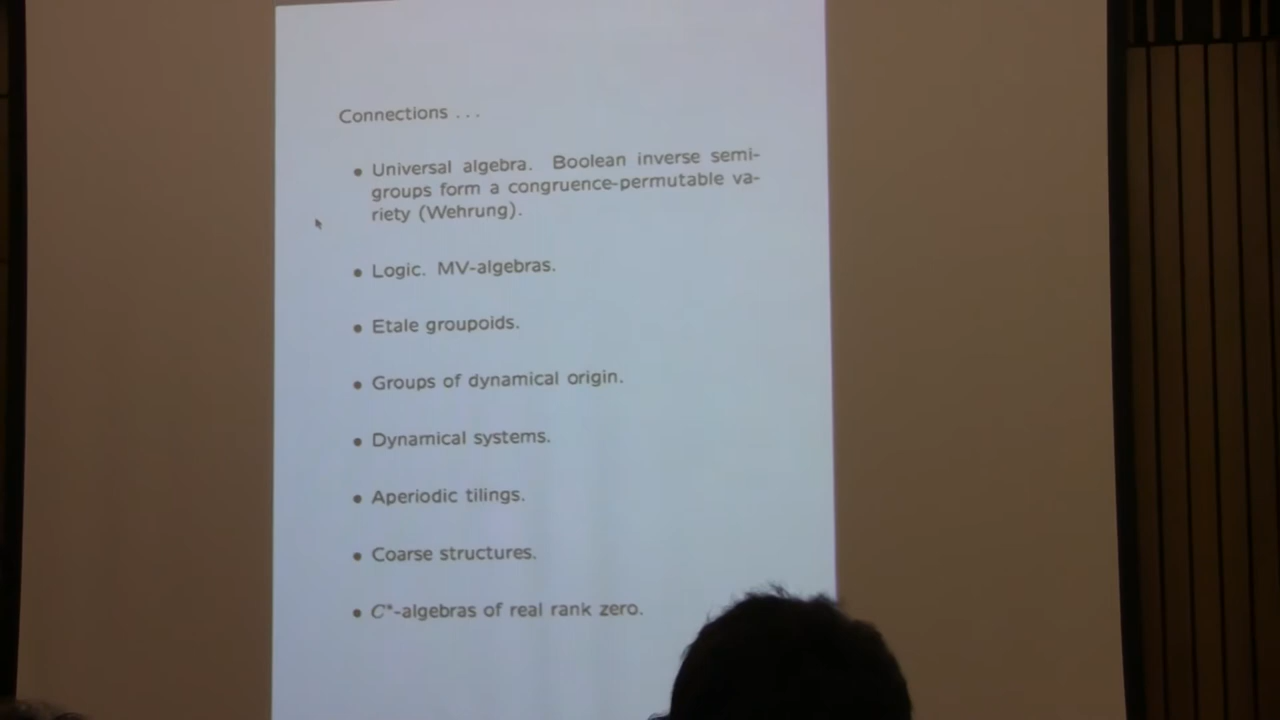 Connections ...
• Universal algebra. Boolean inverse semi-
groups form a congruence-permutable va-
riety (Wehrung).
• Logic. MV-algebras.
• Etale groupoids.
• Groups of dynamical origin.
• Dynamical systems.
• Aperiodic tilings.
• Coarse structures.
• C*-algebras of real rank zero.